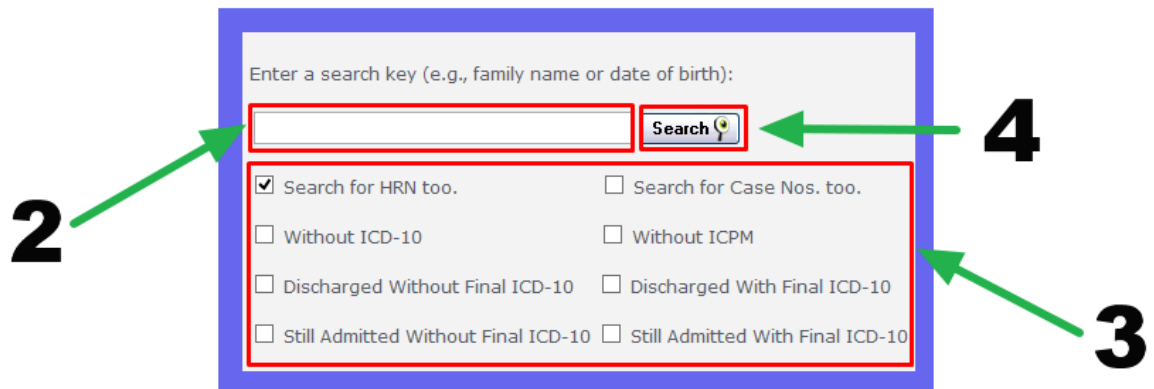 Enter a search key (e.g., family name or date of birth):
Search
4
Search for HRN too. Search for Case Nos. too.
2
Without ICD-10 Without ICPM
Discharged Without Final ICD-10 Discharged With Final ICD-10
Still Admitted Without Final ICD-10 Still Admitted With Final ICD-10
3